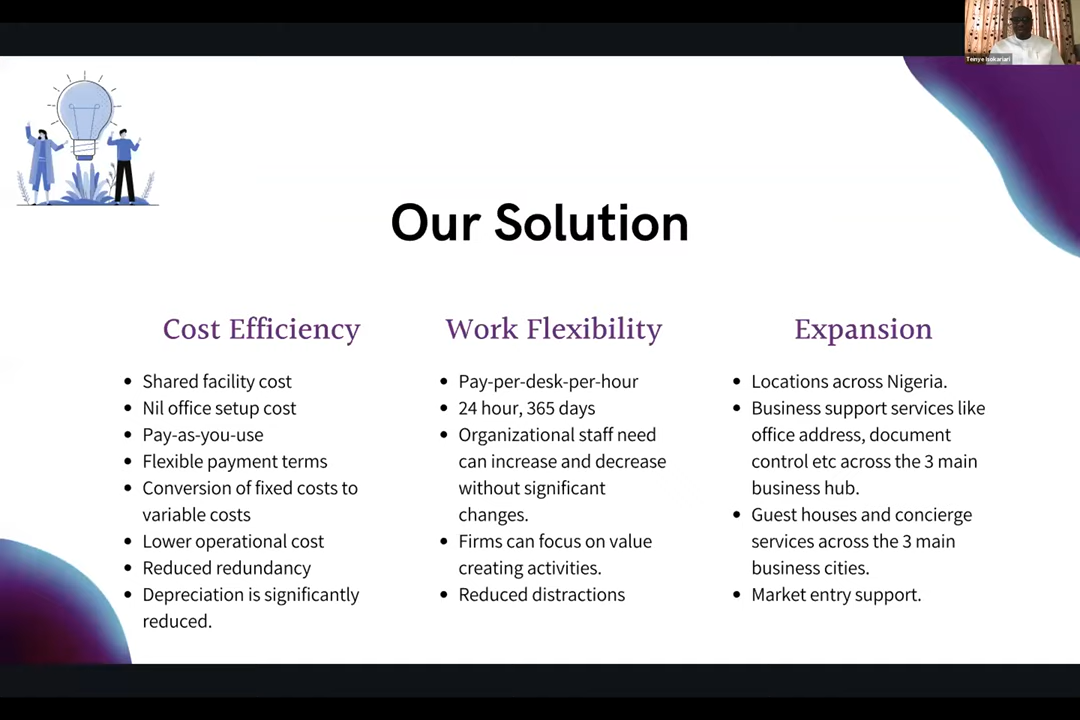 Teinye Isokariari
Our Solution
Cost Efficiency
Shared facility cost
Nil office setup cost
Pay-as-you-use
Flexible payment terms
Conversion of fixed costs to
variable costs
Lower operational cost
Reduced redundancy
Depreciation is significantly
reduced.
Work Flexibility
Pay-per-desk-per-hour
24 hour, 365 days
Organizational staff need
can increase and decrease
without significant
changes.
Firms can focus on value
creating activities.
Reduced distractions
Expansion
Locations across Nigeria.
Business support services like
office address, document
control etc across the 3 main
business hub.
Guest houses and concierge
services across the 3 main
business cities.
Market entry support.